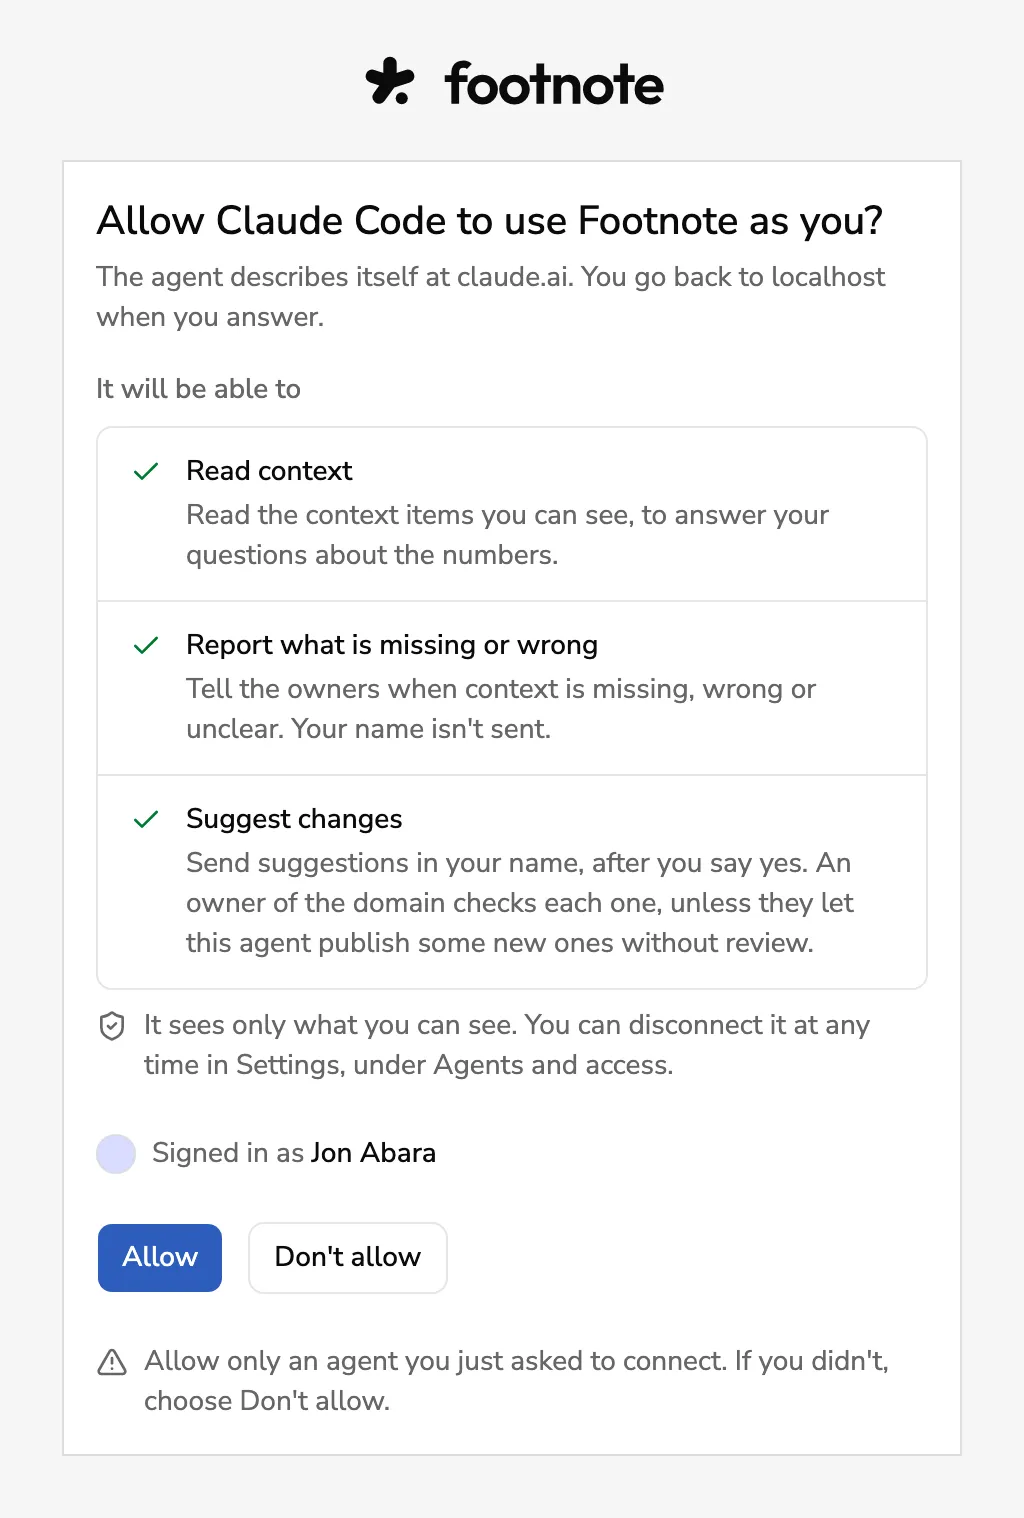 footnote
Allow Claude Code to use Footnote as you?
The agent describes itself at claude.ai. You go back to localhost
when you answer.
It will be able to
Read context
Read the context items you can see, to answer your
questions about the numbers.
Report what is missing or wrong
Tell the owners when context is missing, wrong or
unclear. Your name isn't sent.
Suggest changes
Send suggestions in your name, after you say yes. An
owner of the domain checks each one, unless they let
this agent publish some new ones without review.
It sees only what you can see. You can disconnect it at any
time in Settings, under Agents and access.
Signed in as Jon Abara
Allow
Don't allow
Allow only an agent you just asked to connect. If you didn't,
choose Don't allow.